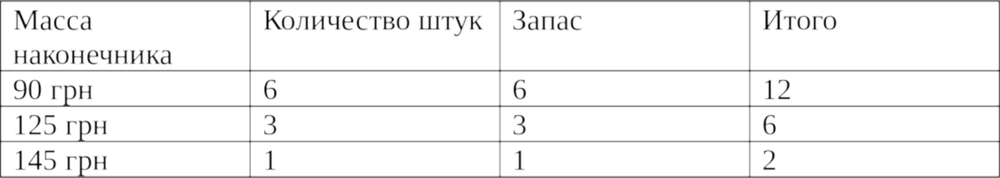 Масса наконечника Количество штук Запас Итого
90 грн 6 6 12
125 грн 3 3 6
145 грн 1 1 2